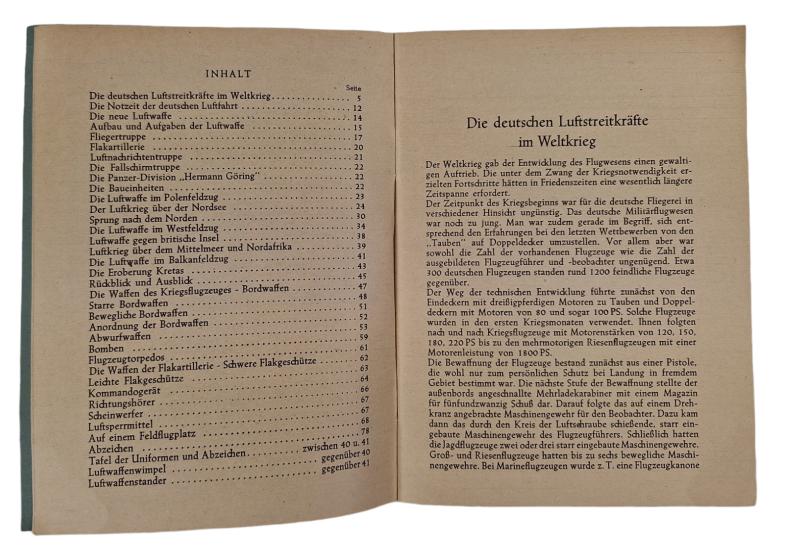 INHALT
Seite
Die deutschen Luftstreitkräfte im Weltkrieg 5
Die Notzeit der deutschen Luftfahrt 12
Die neue Luftwaffe 14
Aufbau und Aufgaben der Luftwaffe 15
Fliegertruppe 17
Flakartillerie 20
Luftnachrichtentruppe 21
Die Fallschirmtruppe 22
Die Panzer-Division „Hermann Göring" 22
Die Baueinheiten 22
Die Luftwaffe im Polenfeldzug 23
Der Luftkrieg über der Nordsee 24
Sprung nach dem Norden 30
Die Luftwaffe im Westfeldzug 34
Luftwaffe gegen britische Insel 38
Luftkrieg über dem Mittelmeer und Nordafrika 39
Die Luftwaffe im Balkanfeldzug 41
Die Eroberung Kretas 43
Rückblick und Ausblick 45
Die Waffen des Kriegsflugzeuges - Bordwaffen 47
Starre Bordwaffen 48
Bewegliche Bordwaffen 51
Anordnung der Bordwaffen 52
Abwurfwaffen 53
Bomben 59
Flugzeugtorpedos 61
Die Waffen der Flakartillerie - Schwere Flakgeschütze 62
Leichte Flakgeschütze 63
Kommandogerät 64
Richtungshörer 66
Scheinwerfer 67
Luftsperrmittel 67
Auf einem Feldflugplatz 68
Abzeichen 78
Tafel der Uniformen und Abzeichen zwischen 40 u. 41
Luftwaffenwimpel gegenüber 40
Luftwaffenstander gegenüber 41
Die deutschen Luftstreitkräfte
im Weltkrieg
Der Weltkrieg gab der Entwicklung des Flugwesens einen gewalti-
gen Auftrieb. Die unter dem Zwang der Kriegsnotwendigkeit er-
zielten Fortschritte hätten in Friedenszeiten eine wesentlich längere
Zeitspanne erfordert.
Der Zeitpunkt des Kriegsbeginns war für die deutsche Fliegerei in
verschiedener Hinsicht ungünstig. Das deutsche Militärflugwesen
war noch zu jung. Man war zudem gerade im Begriff, sich ent-
sprechend den Erfahrungen bei den letzten Wettbewerben von den
„Tauben" auf Doppeldecker umzustellen. Vor allem aber war
sowohl die Zahl der vorhandenen Flugzeuge wie die Zahl der
ausgebildeten Flugzeugführer und -beobachter ungenügend. Etwa
300 deutschen Flugzeugen standen rund 1200 feindliche Flugzeuge
gegenüber.
Der Weg der technischen Entwicklung führte zunächst von den
Eindeckern mit dreißigpferdigen Motoren zu Tauben und Doppel-
deckern mit Motoren von 80 und sogar 100 PS. Solche Flugzeuge
wurden in den ersten Kriegsmonaten verwendet. Ihnen folgten
nach und nach Kriegsflugzeuge mit Motorenstärken von 120, 150,
180, 220 PS bis zu den mehrmotorigen Riesenflugzeugen mit einer
Motorenleistung von 1800 PS.
Die Bewaffnung der Flugzeuge bestand zunächst aus einer Pistole,
die wohl nur zum persönlichen Schutz bei Landung in fremdem
Gebiet bestimmt war. Die nächste Stufe der Bewaffnung stellte der
außenbords angeschnallte Mehrladekarabiner mit einem Magazin
für fünfundzwanzig Schuß dar. Darauf folgte das auf einem Dreh-
kranz angebrachte Maschinengewehr für den Beobachter. Dazu kam
dann das durch den Kreis der Luftschraube schießende, starr ein-
gebaute Maschinengewehr des Flugzeugführers. Schließlich hatten
die Jagdflugzeuge zwei oder drei starr eingebaute Maschinengewehre.
Groß- und Riesenflugzeuge hatten bis zu sechs bewegliche Maschi-
nengewehre. Bei Marineflugzeugen wurde z. T. eine Flugzeugkanone